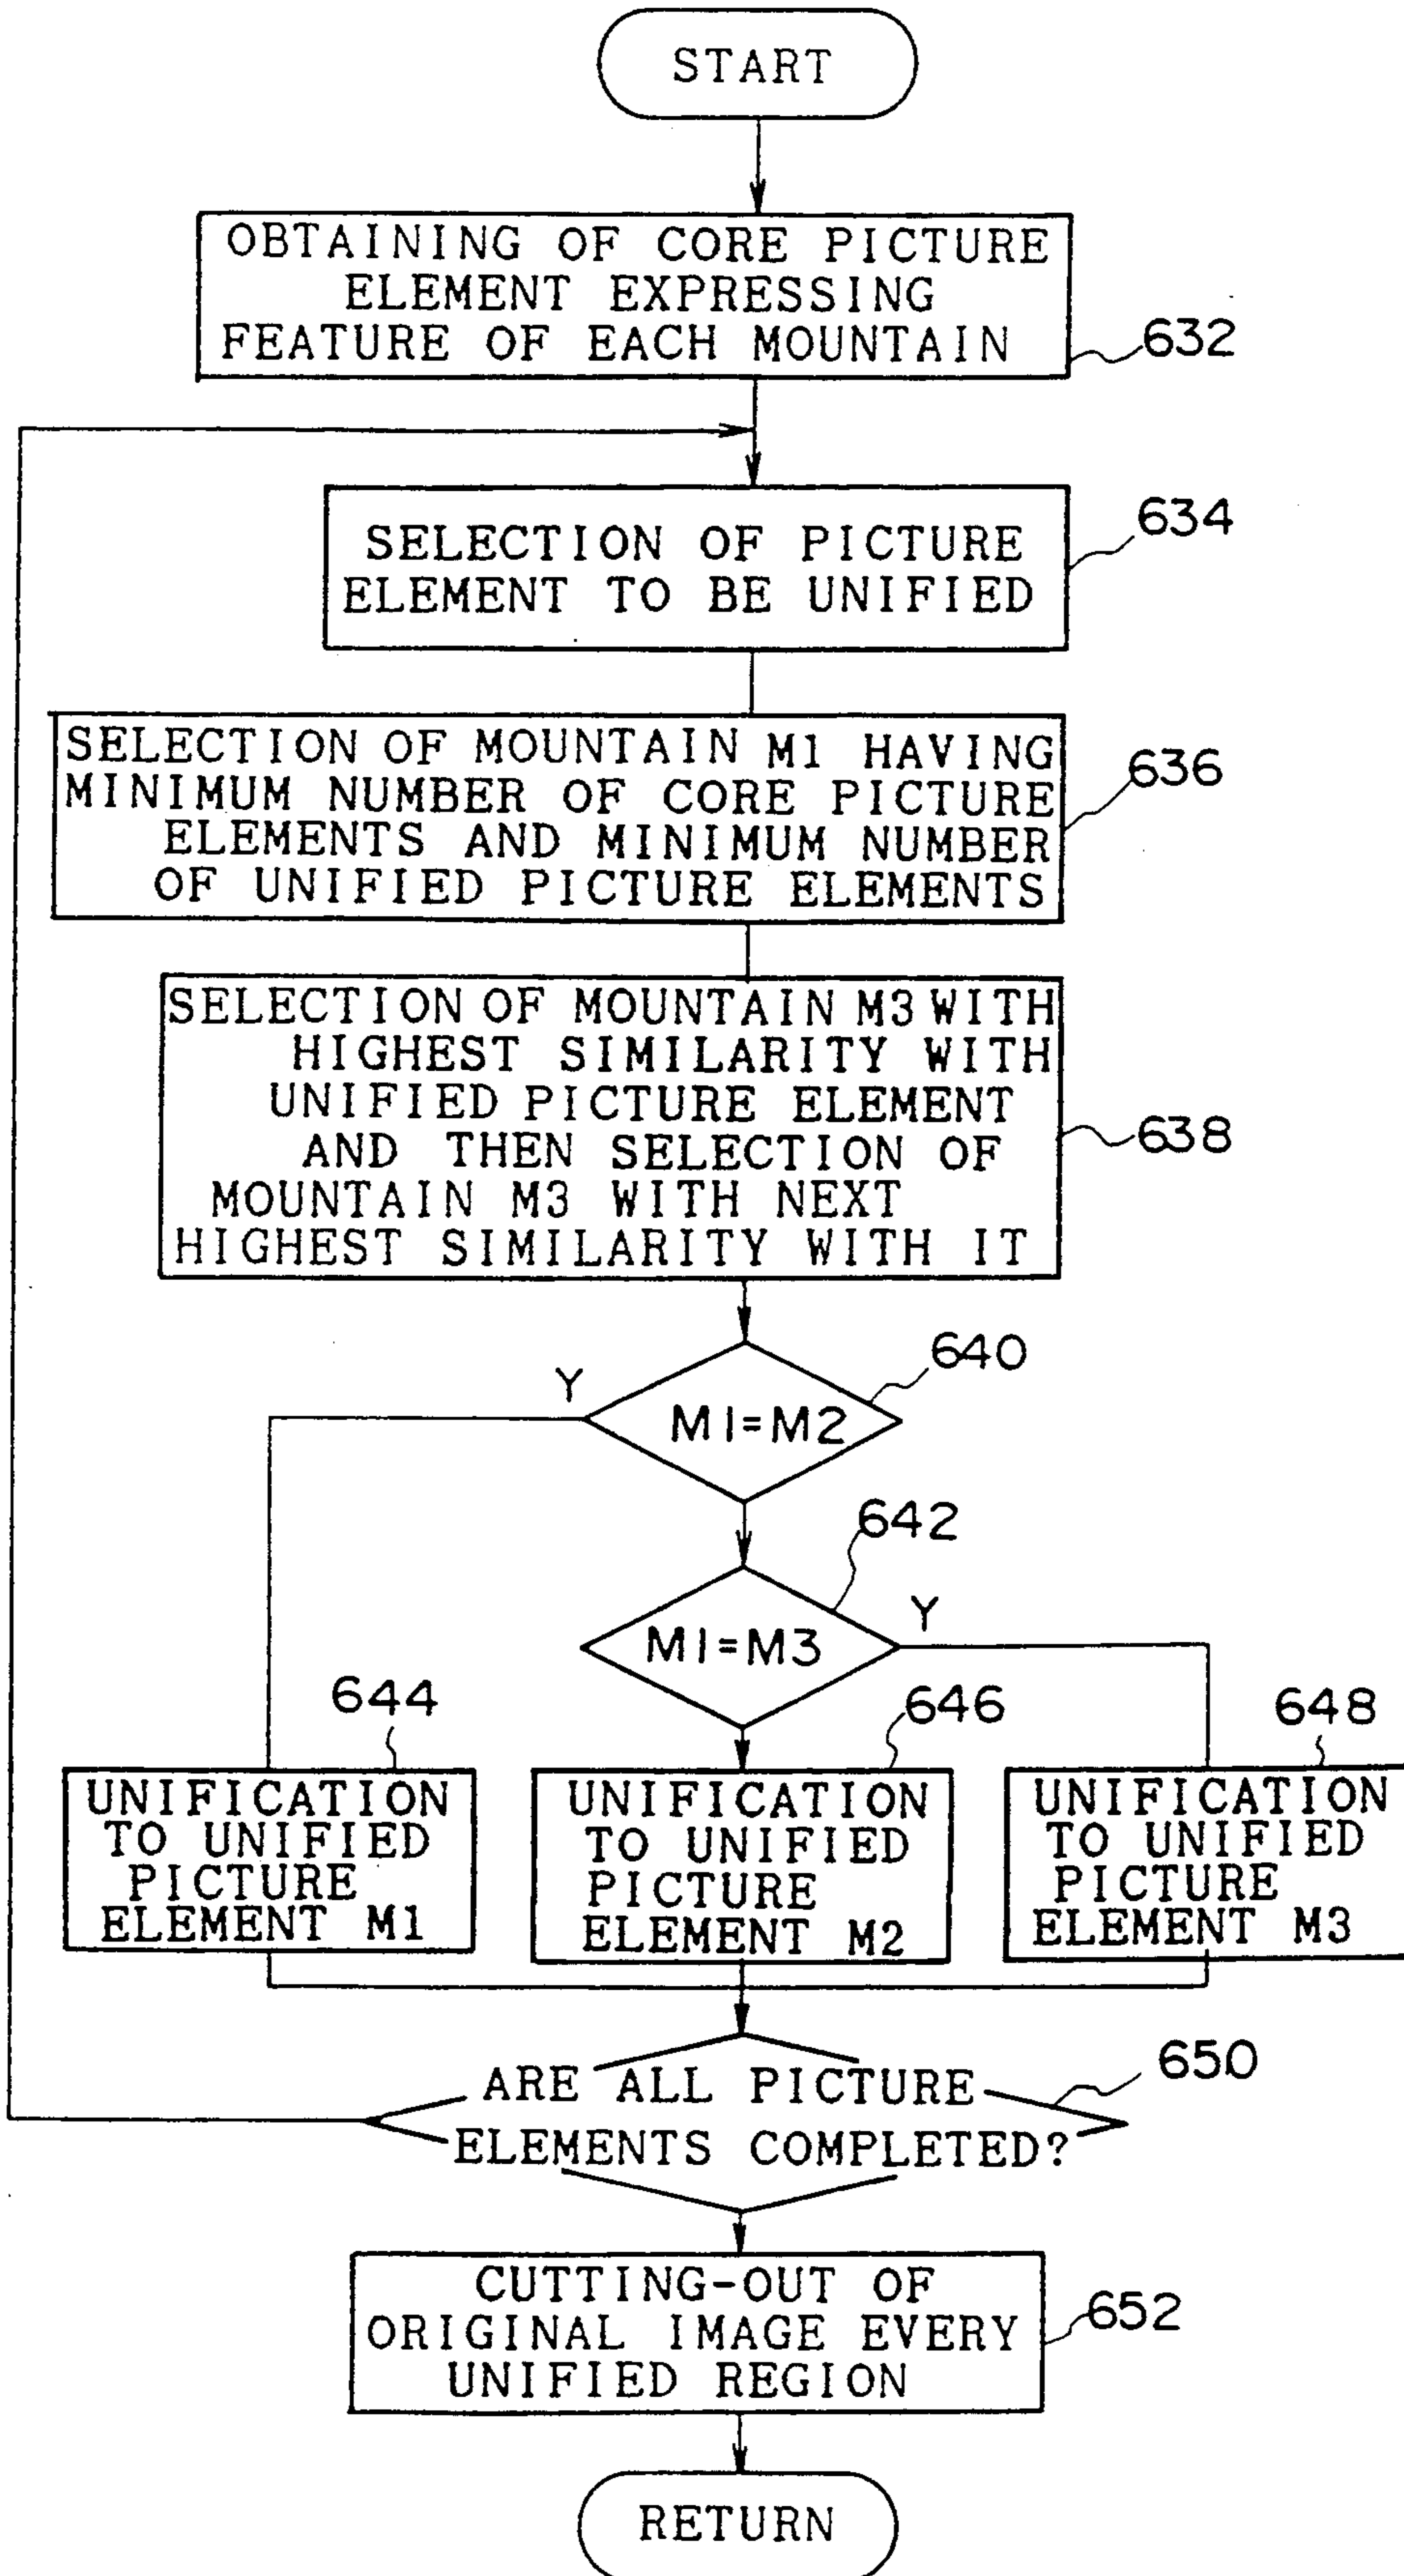 START
OBTAINING OF CORE PICTURE
ELEMENT EXPRESSING
FEATURE OF EACH MOUNTAIN
632
634
SELECTION OF PICTURE
ELEMENT TO BE UNIFIED
SELECTION OF MOUNTAIN M1 HAVING
MINIMUM NUMBER OF CORE PICTURE
ELEMENTS AND MINIMUM NUMBER
OF UNIFIED PICTURE ELEMENTS
636
SELECTION OF MOUNTAIN M3 WITH
HIGHEST SIMILARITY WITH
UNIFIED PICTURE ELEMENT
AND THEN SELECTION OF
MOUNTAIN M3 WITH NEXT
HIGHEST SIMILARITY WITH IT
638
640
Y
M1=M2
642
Y
M1=M3
644
646
648
UNIFICATION
TO UNIFIED
PICTURE
ELEMENT M1
UNIFICATION
TO UNIFIED
PICTURE
ELEMENT M2
UNIFICATION
TO UNIFIED
PICTURE
ELEMENT M3
650
ARE ALL PICTURE
ELEMENTS COMPLETED?
CUTTING-OUT OF
ORIGINAL IMAGE EVERY
UNIFIED REGION
652
RETURN